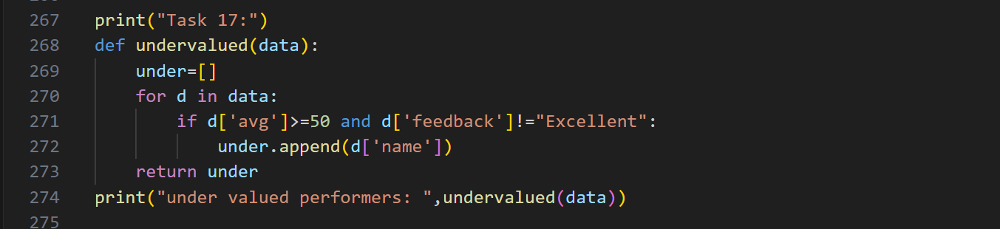 267 print("Task 17:")
268 def undervalued(data):
269     under=[]
270     for d in data:
271         if d['avg']>=50 and d['feedback']!="Excellent":
272             under.append(d['name'])
273     return under
274 print("under valued performers: ",undervalued(data))
275